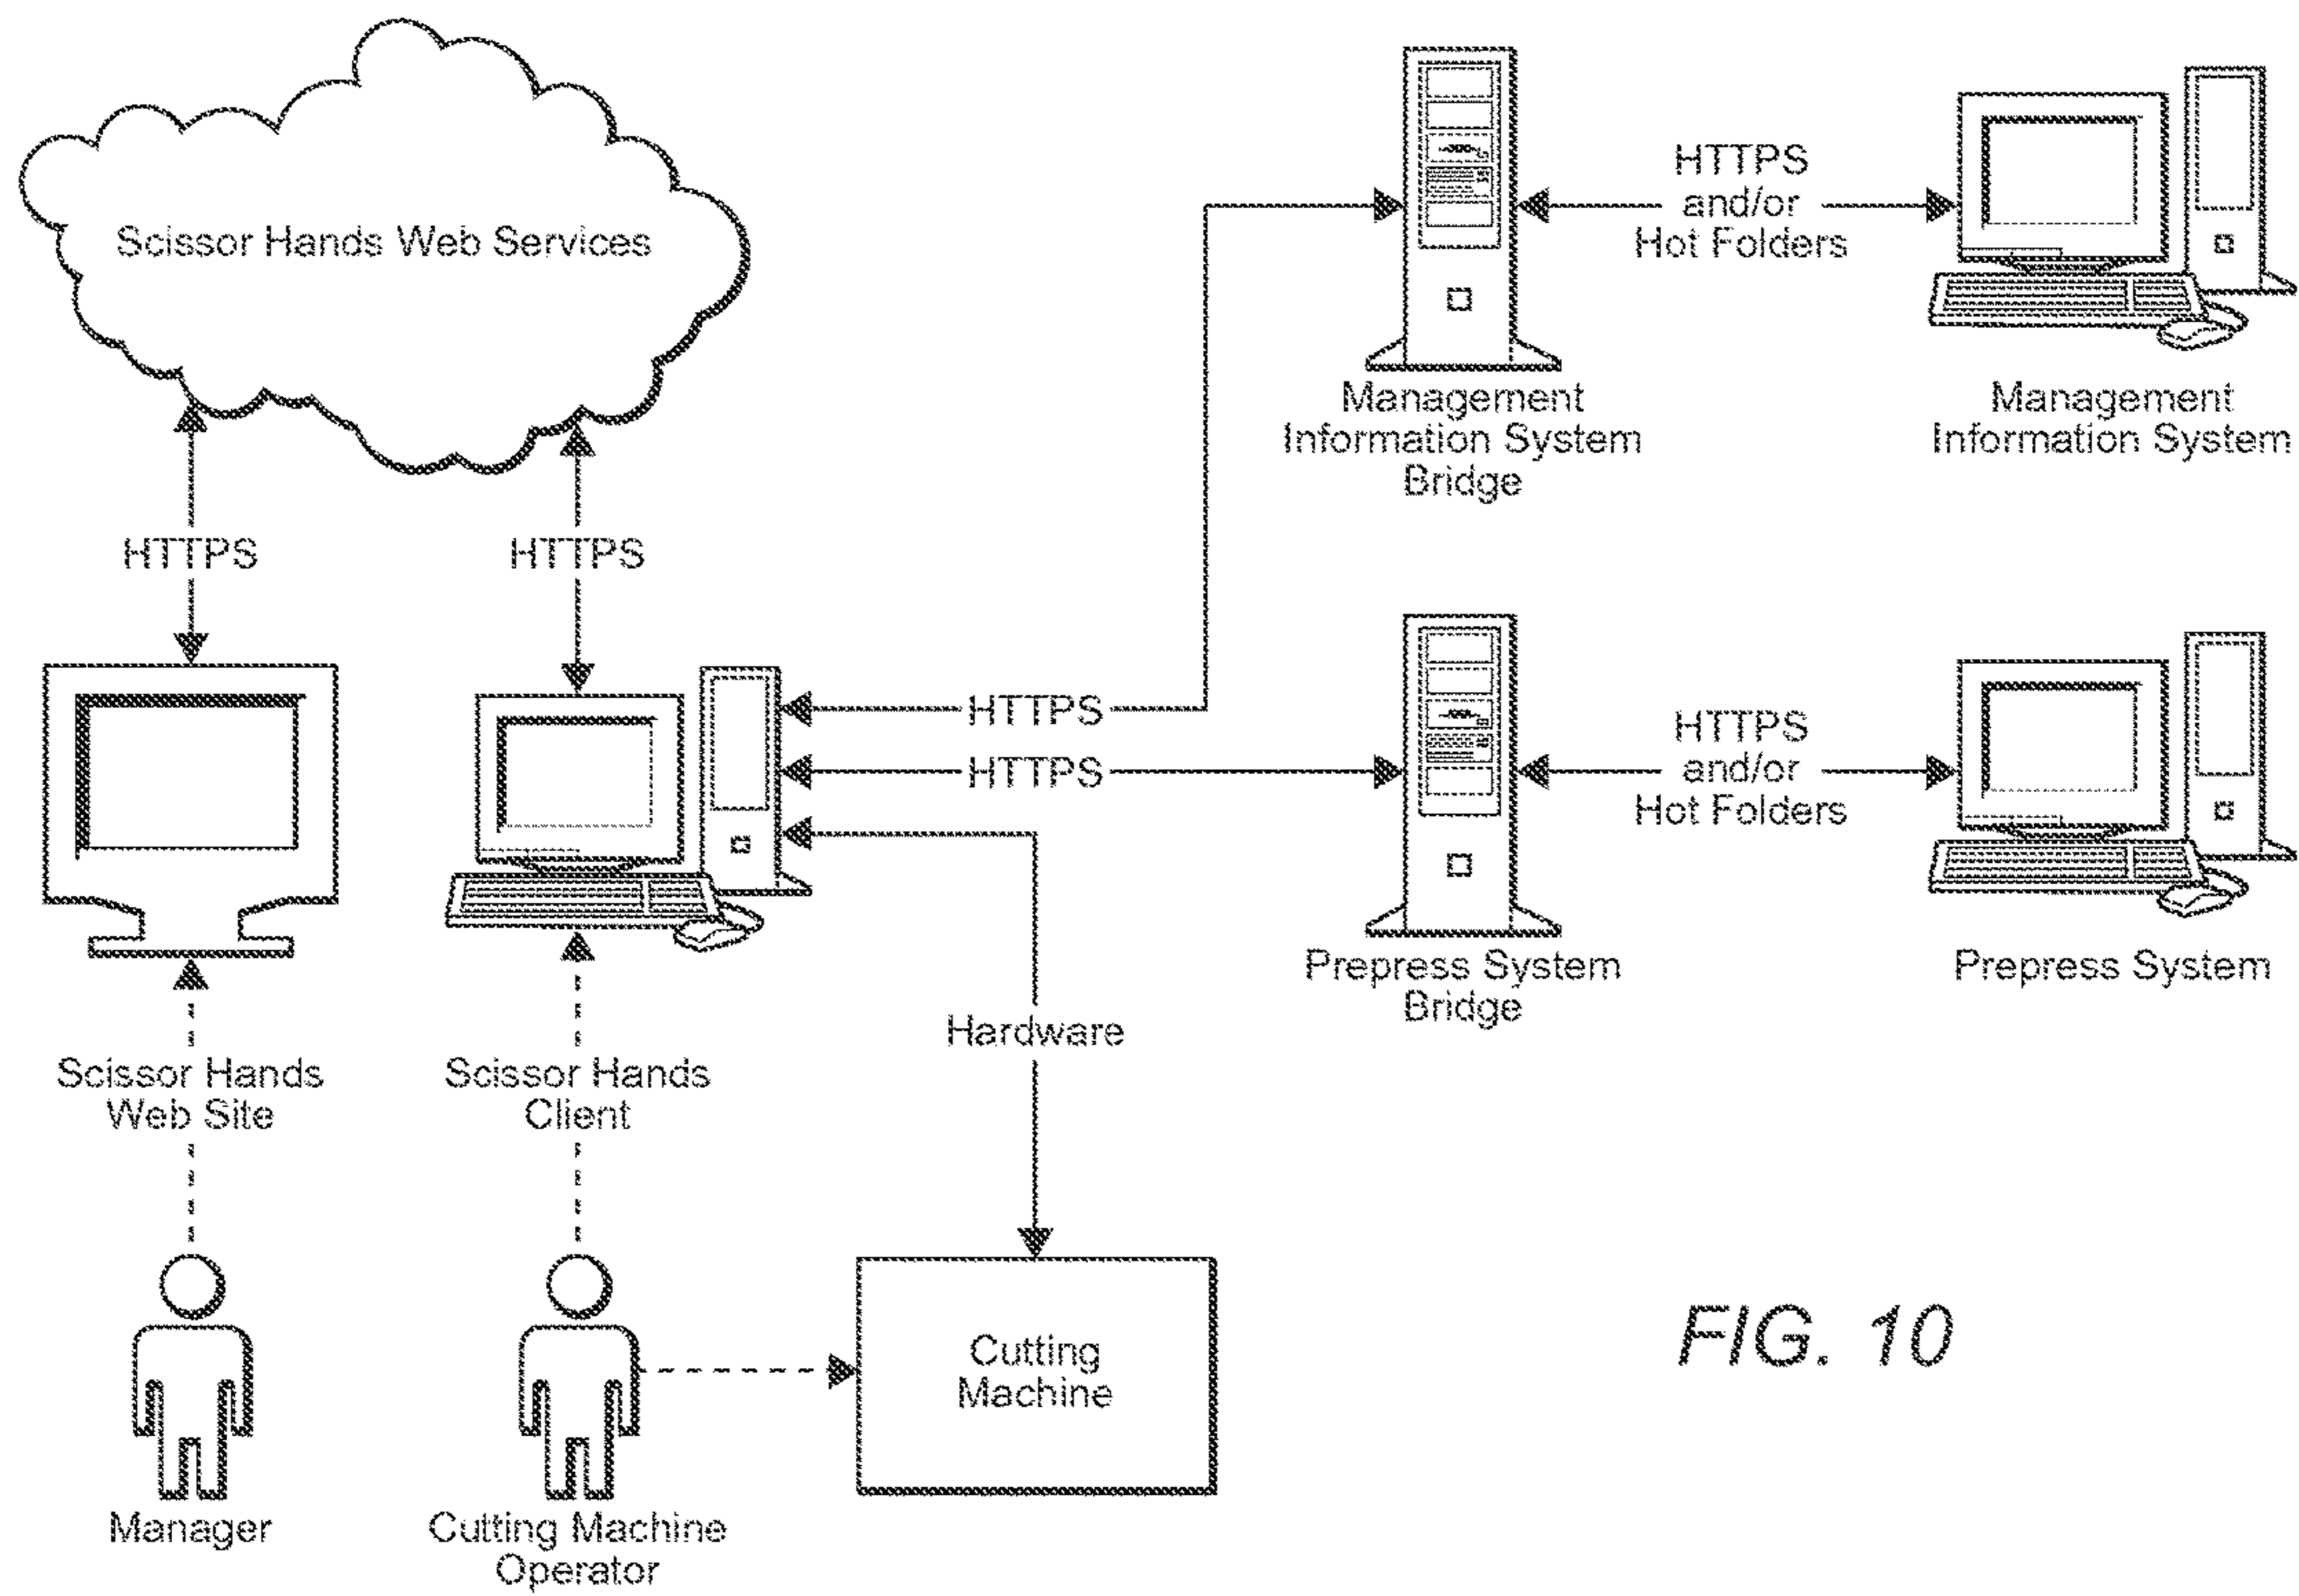 Scissor Hands Web Services
HTTPS
and/or
Hot Folders
Management
Information System
Bridge
Management
Information System
HTTPS
HTTPS
HTTPS
HTTPS
HTTPS
and/or
Hot Folders
Prepress System
Bridge
Prepress System
Hardware
Scissor Hands
Web Site
Scissor Hands
Client
Cutting
Machine
FIG. 10
Manager
Cutting Machine
Operator